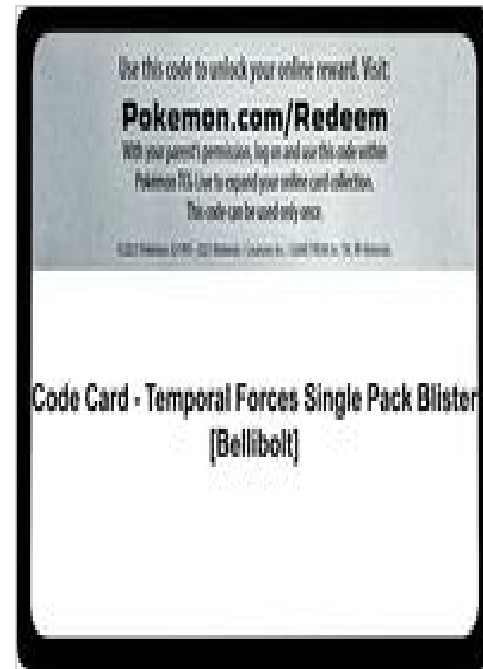 Use this code to unlock your online reward. Visit:
Pokemon.com/Redeem
With your parent's permission, log on and use this code within
Pokémon TCG Live to expand your online card collection.
This code can be used only once.
Code Card - Temporal Forces Single Pack Blister
[Bellibolt]